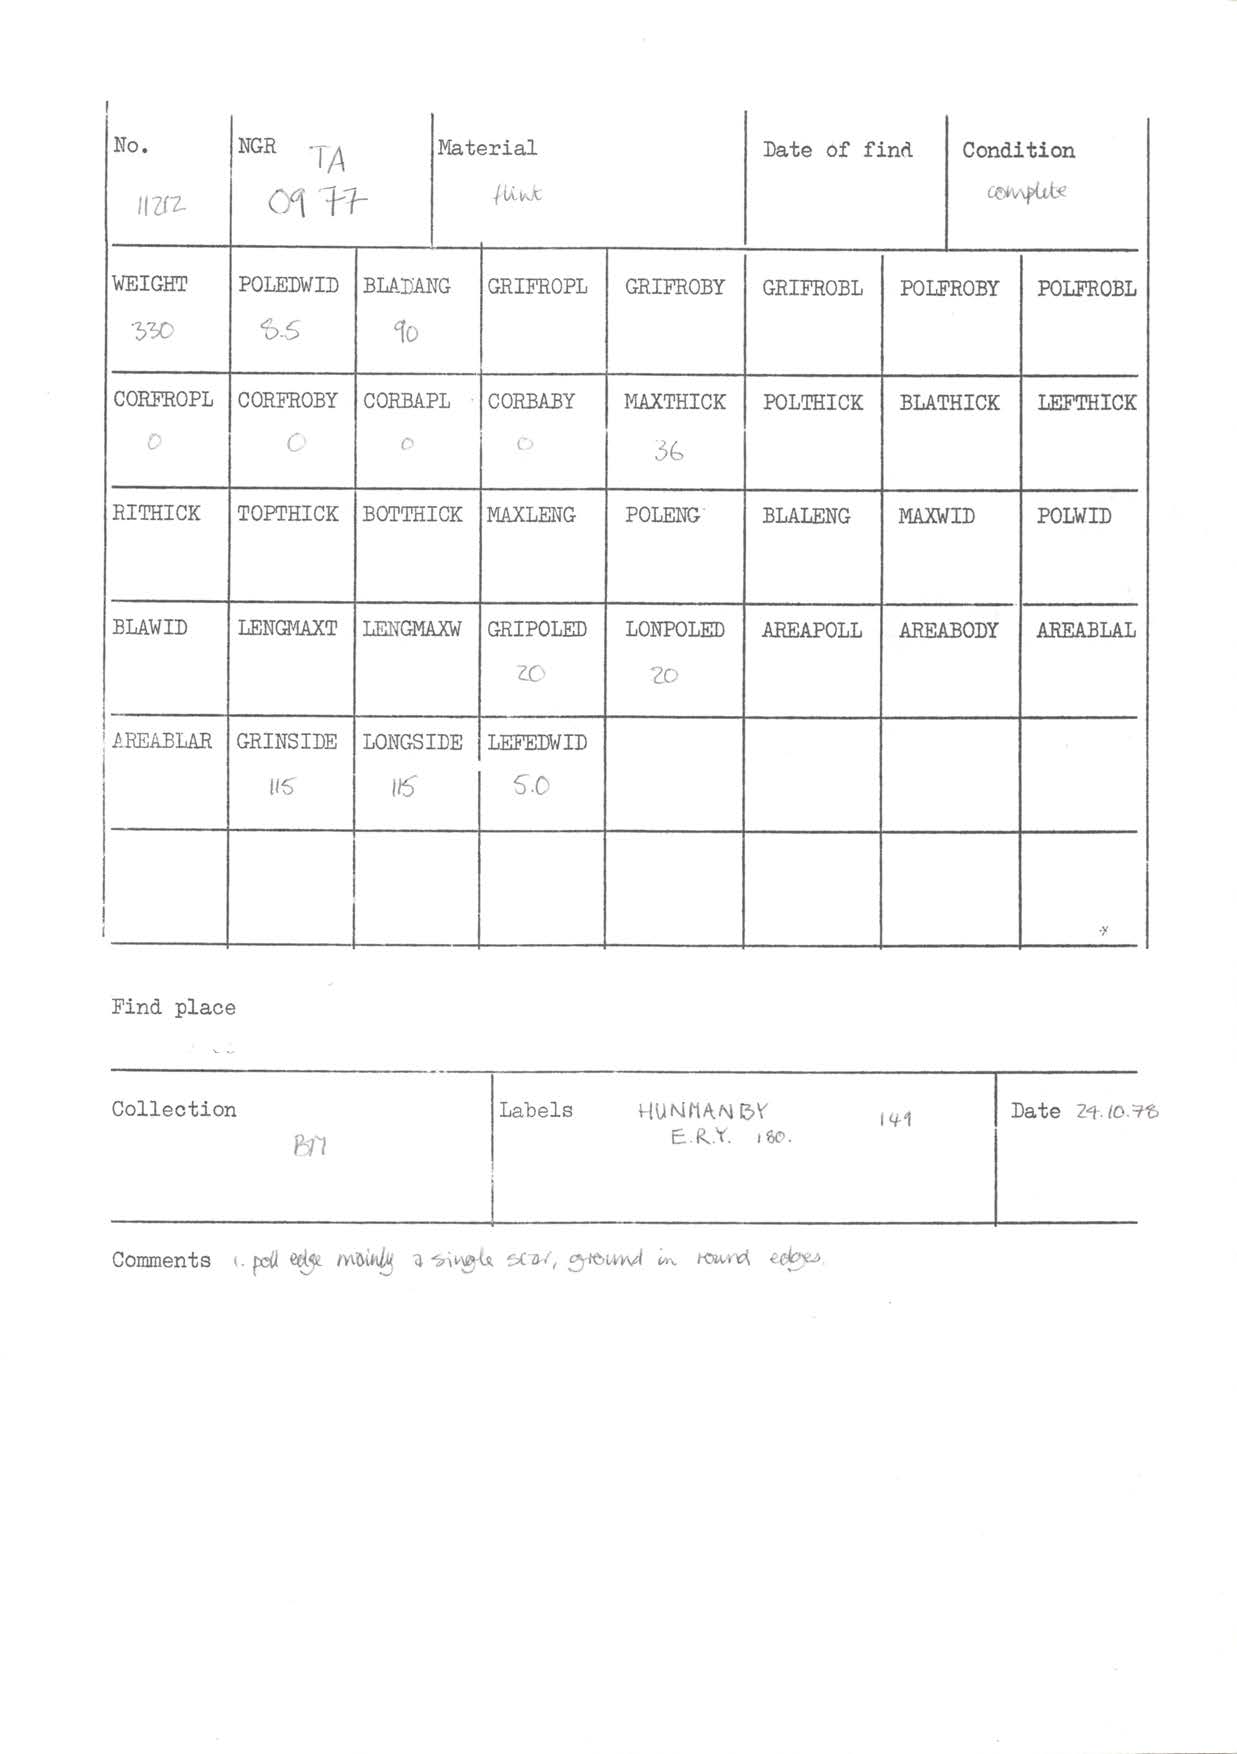 No. NGR TA Material Date of find Condition
09 77 flint complete
WEIGHT POLEDWID BLADANG GRIFROPL GRIFROBY GRIFROBL POLFROBY POLFROBL
330 8.5 90
CORFROPL CORFROBY CORBAPL CORBABY MAXTHICK POLTHICK BLATHICK LEFTHICK
0 0 0 0 36
RITHICK TOPTHICK BOTTHICK MAXLENG POLENG BLALENG MAXWID POLWID
BLAWID LENGMAXT LENGMAXW GRIPOLED LONPOLED AREAPOLL AREABODY AREABLAL
20 20
AREABLAR GRINSIDE LONGSIDE LEFEDWID
115 115 5.0
Find place
Collection Labels HUNMANBY 149 Date 24.10.78
BM E.R.Y. 180.
Comments 1. poll edge mainly a single scar, ground in round edges.